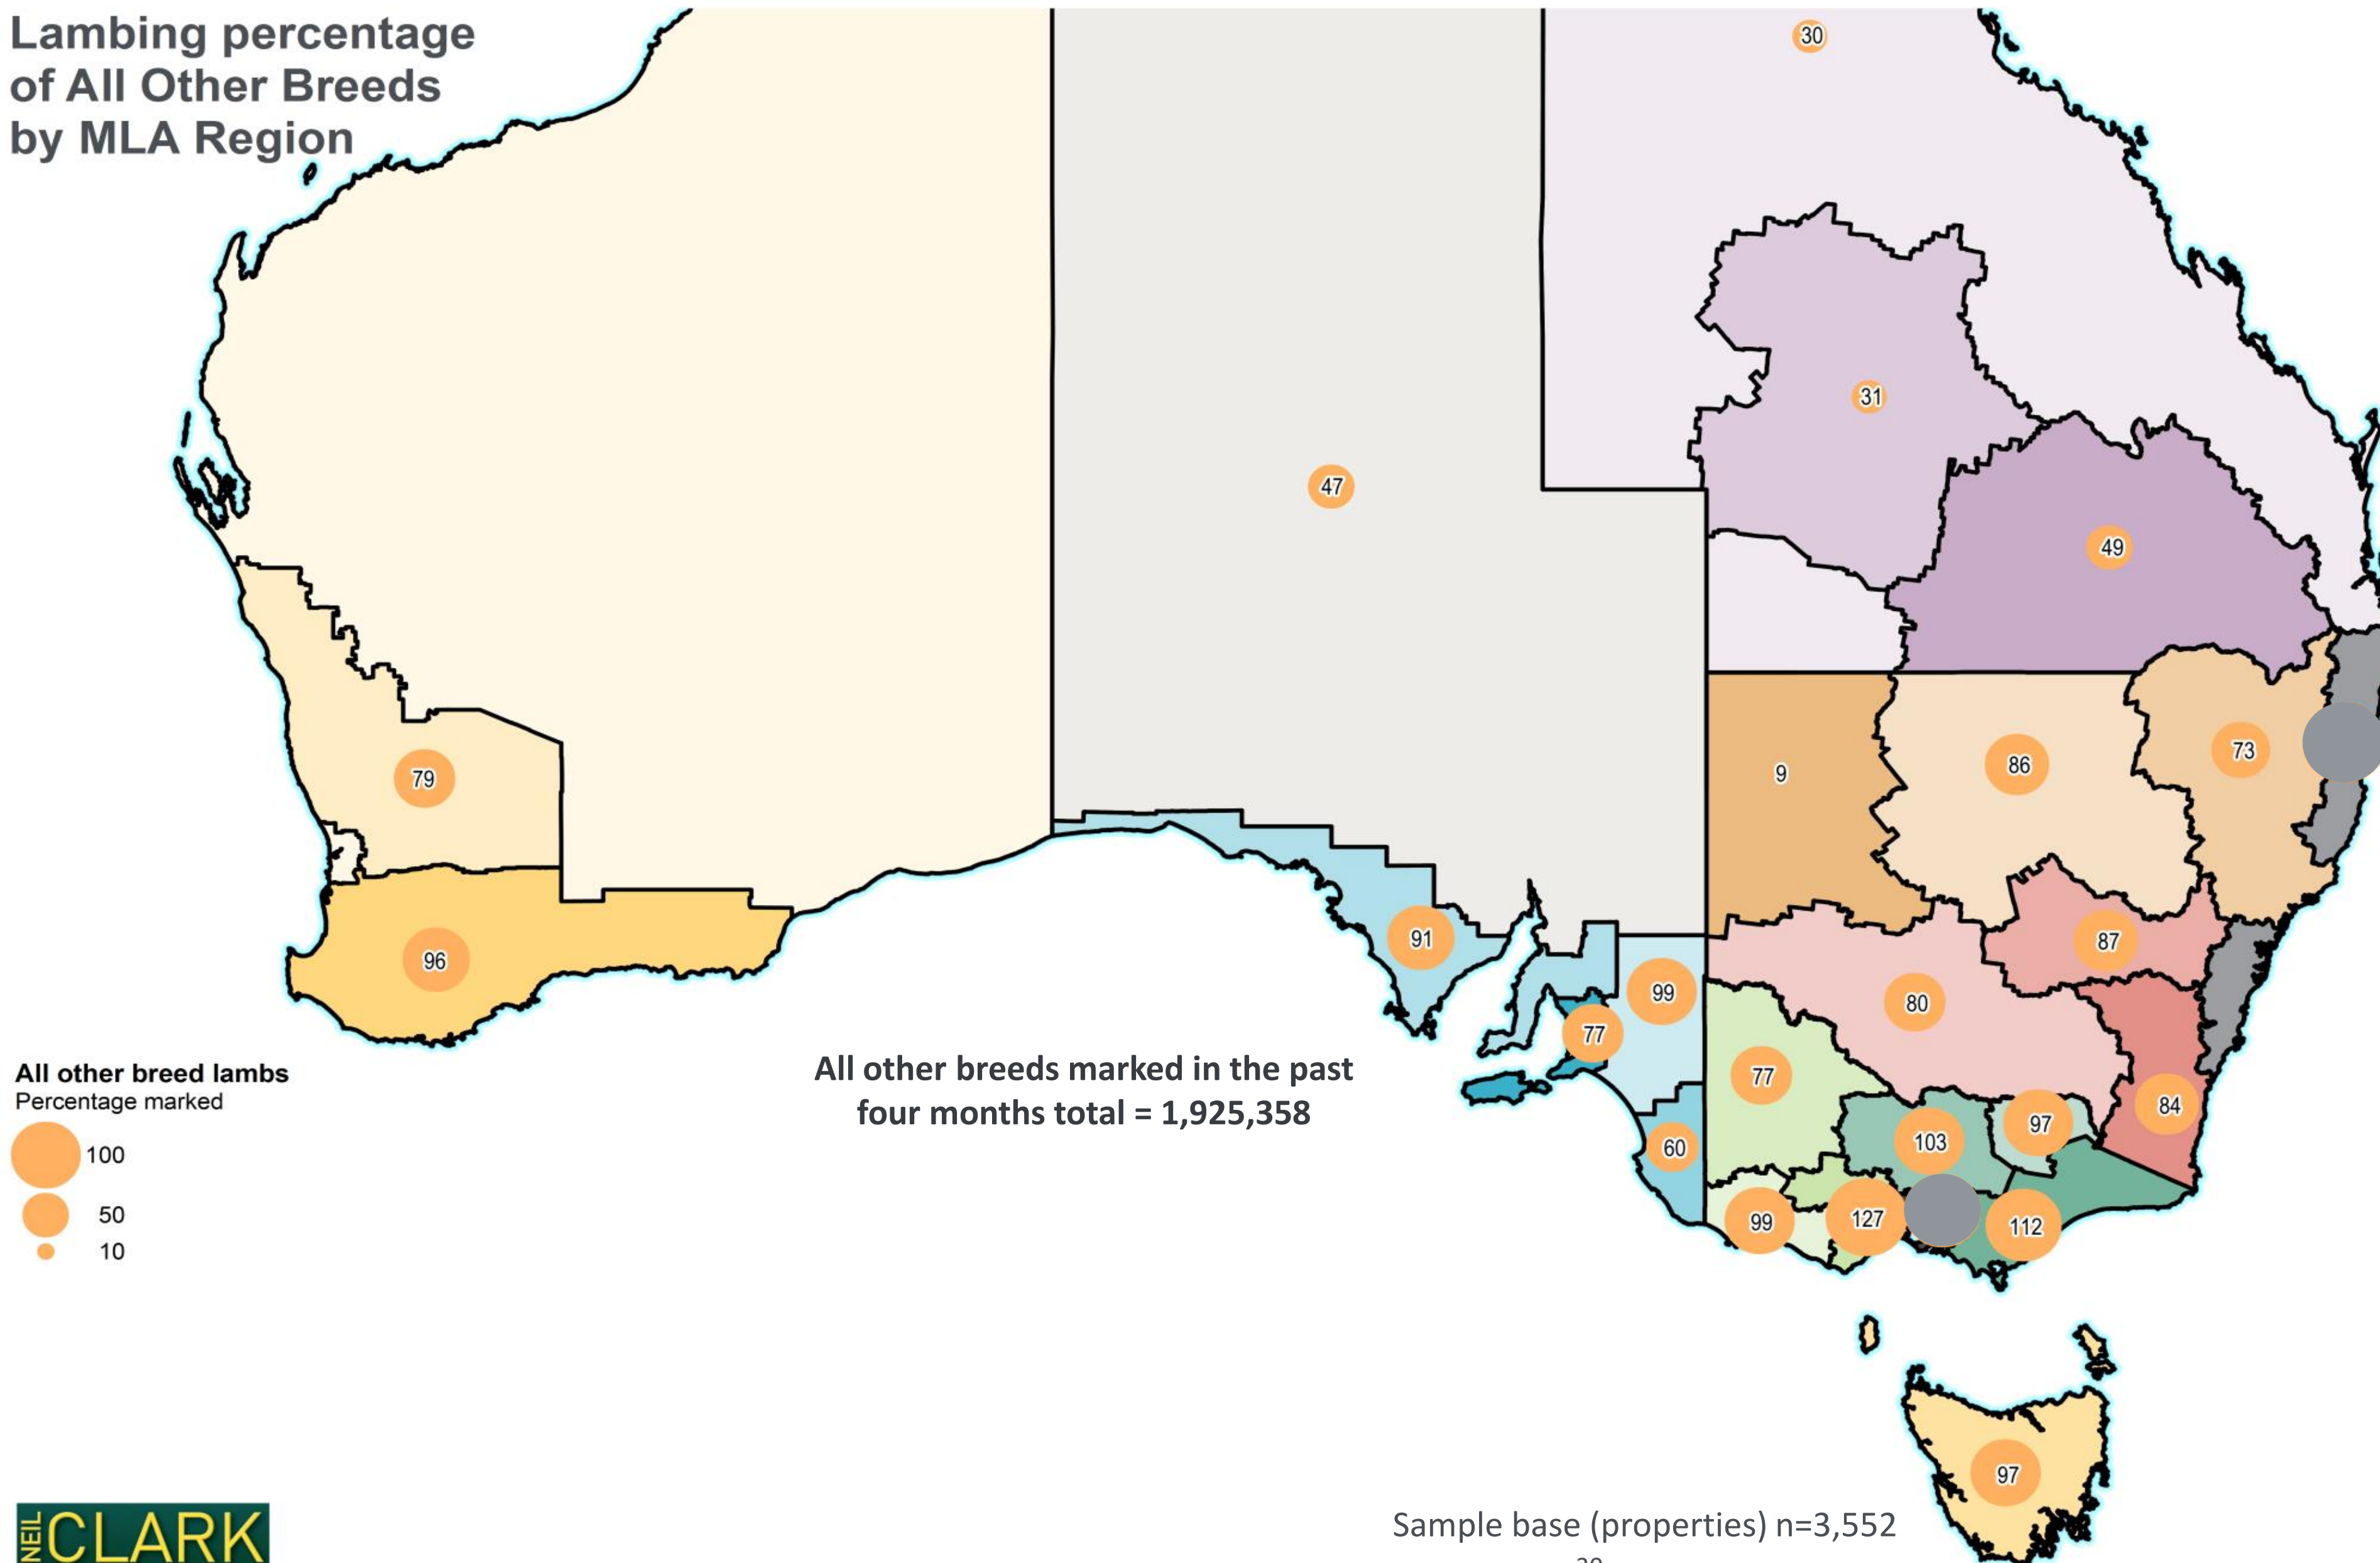 Lambing percentage
of All Other Breeds
by MLA Region
30
31
47
49
79
9
86
73
96
91
99
77
80
87
77
84
97
103
60
99
127
112
97
All other breeds marked in the past
four months total = 1,925,358
All other breed lambs
Percentage marked
100
50
10
NEIL CLARK
Sample base (properties) n=3,552